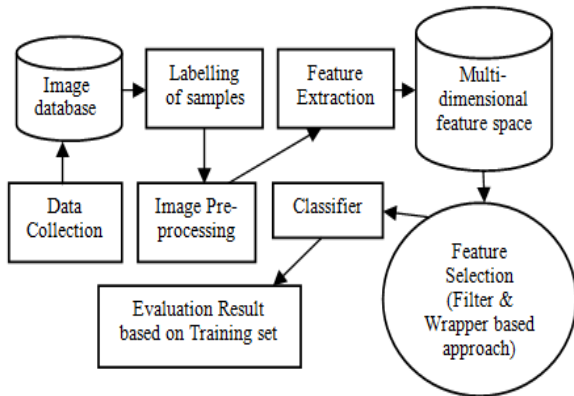 Image
database
Labelling
of samples
Feature
Extraction
Multi-
dimensional
feature space
Data
Collection
Image Pre-
processing
Classifier
Feature
Selection
(Filter &
Wrapper based
approach)
Evaluation Result
based on Training set